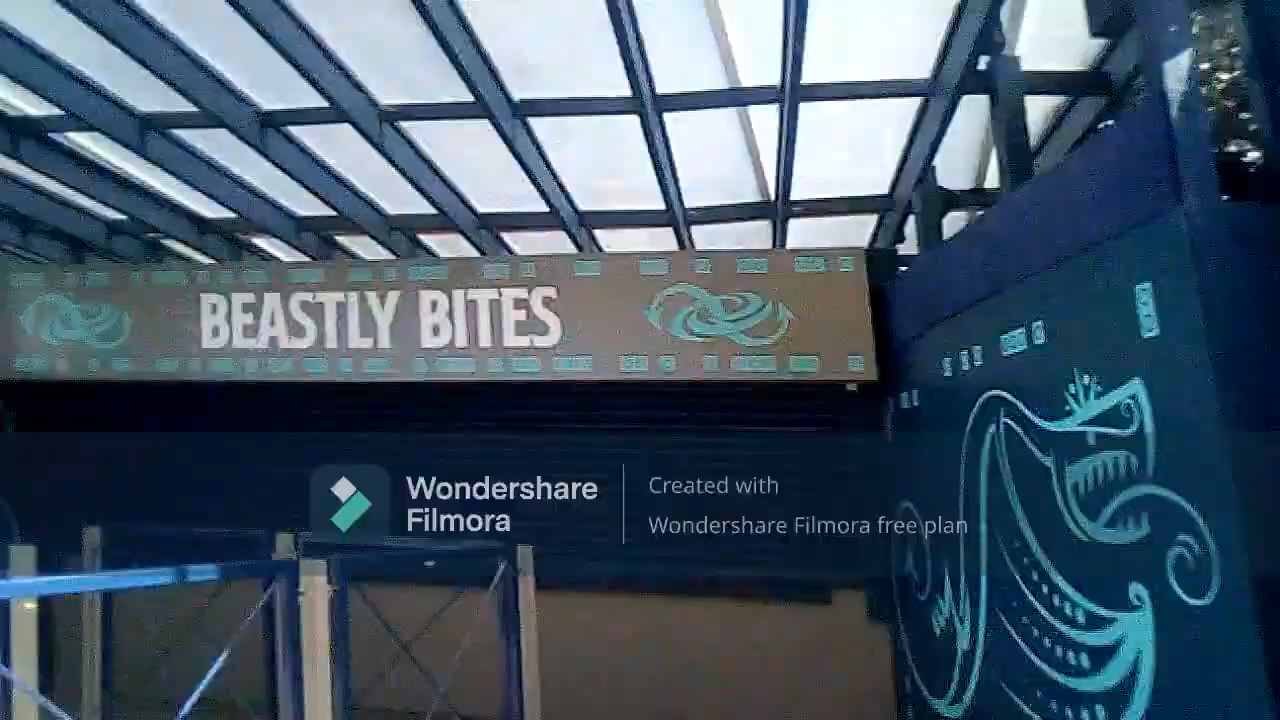 BEASTLY BITES
Wondershare
Filmora
Created with
Wondershare Filmora free plan